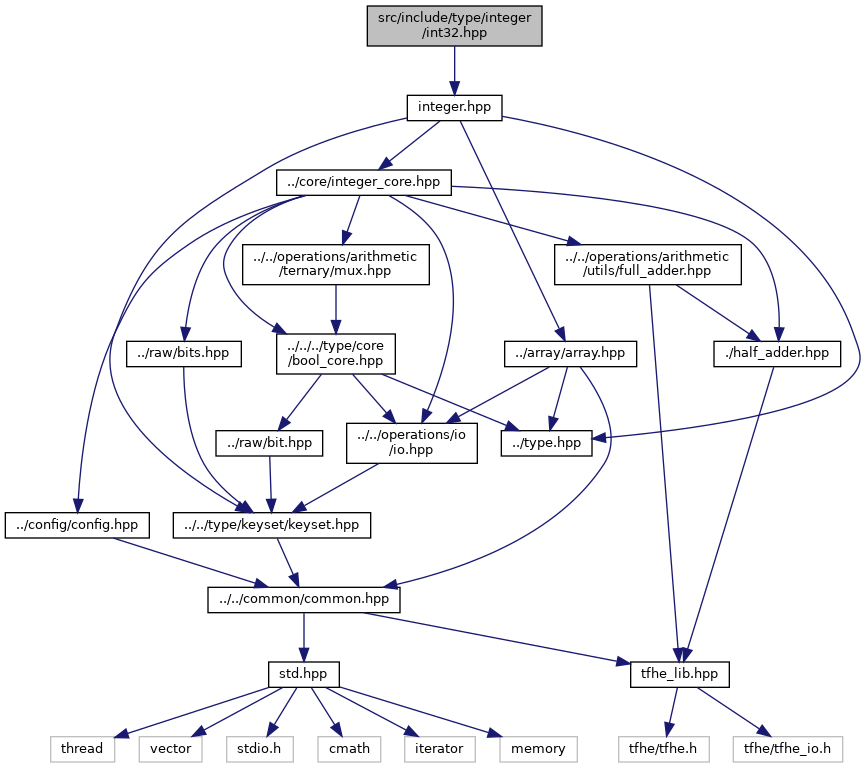 src/include/type/integer
/int32.hpp
integer.hpp
../core/integer_core.hpp
../../operations/arithmetic
/ternary/mux.hpp
../../operations/arithmetic
/utils/full_adder.hpp
../raw/bits.hpp
../../../type/core
/bool_core.hpp
../array/array.hpp
./half_adder.hpp
../raw/bit.hpp
../../operations/io
/io.hpp
../type.hpp
../config/config.hpp
../../type/keyset/keyset.hpp
../../common/common.hpp
std.hpp
tfhe_lib.hpp
thread
vector
stdio.h
cmath
iterator
memory
tfhe/tfhe.h
tfhe/tfhe_io.h